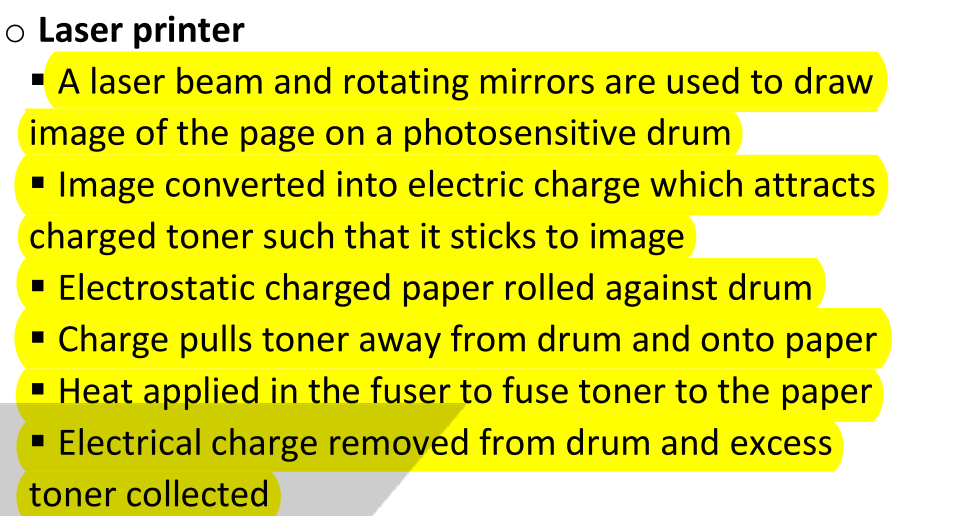 ○ Laser printer
▪ A laser beam and rotating mirrors are used to draw
image of the page on a photosensitive drum
▪ Image converted into electric charge which attracts
charged toner such that it sticks to image
▪ Electrostatic charged paper rolled against drum
▪ Charge pulls toner away from drum and onto paper
▪ Heat applied in the fuser to fuse toner to the paper
▪ Electrical charge removed from drum and excess
toner collected